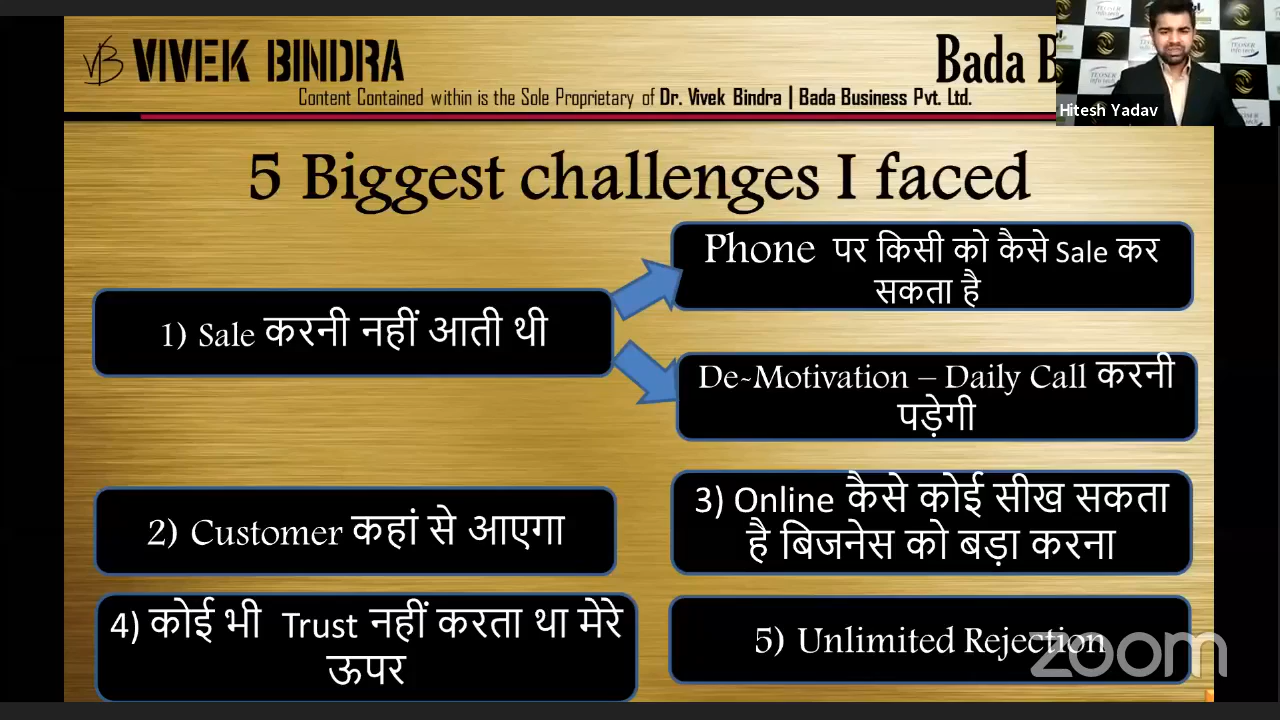 VB VIVEK BINDRA
Bada B
Content Contained within is the Sole Proprietary of Dr. Vivek Bindra | Bada Business Pvt. Ltd.
Hitesh Yadav
5 Biggest challenges I faced
1) Sale करनी नहीं आती थी
Phone पर किसी को कैसे Sale कर
सकता है
De-Motivation – Daily Call करनी
पड़ेगी
2) Customer कहां से आएगा
3) Online कैसे कोई सीख सकता
है बिजनेस को बड़ा करना
4) कोई भी Trust नहीं करता था मेरे
ऊपर
5) Unlimited Rejection
zoom